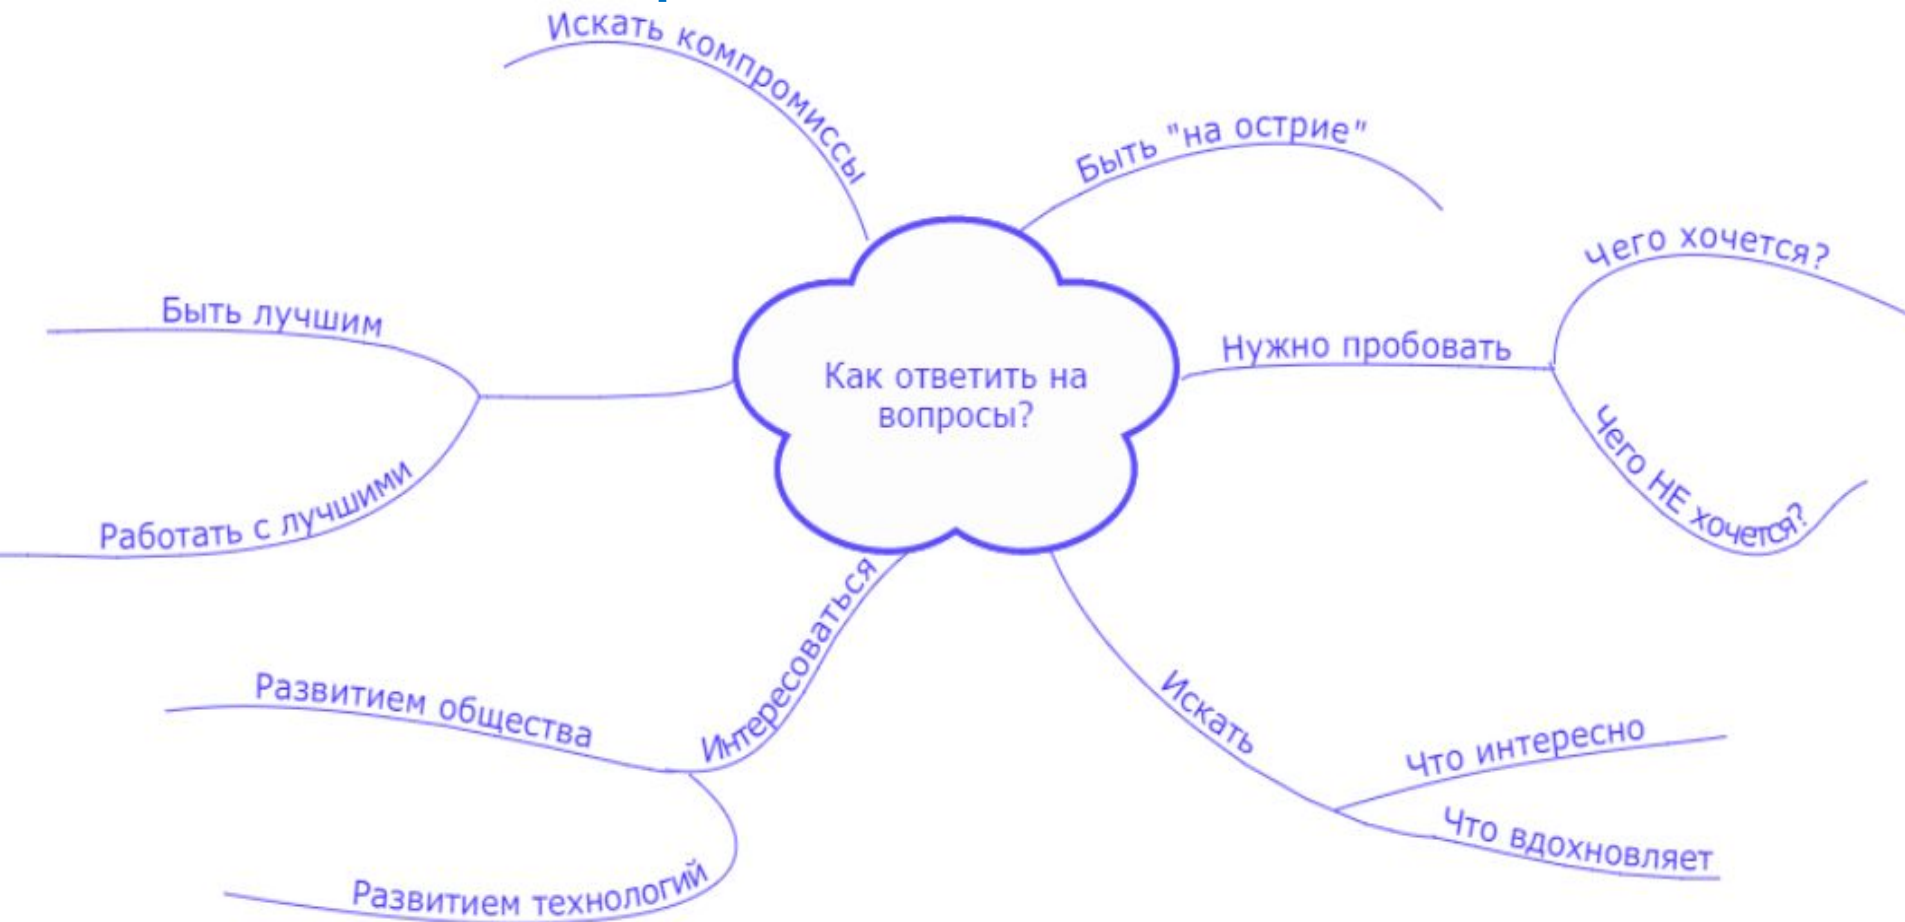 Искать компромиссы
Быть "на острие"
Чего хочется?
Быть лучшим
Нужно пробовать
Как ответить на
вопросы?
Чего НЕ хочется?
Работать с лучшими
Интересоваться
Развитием общества
Искать
Что интересно
Что вдохновляет
Развитием технологий